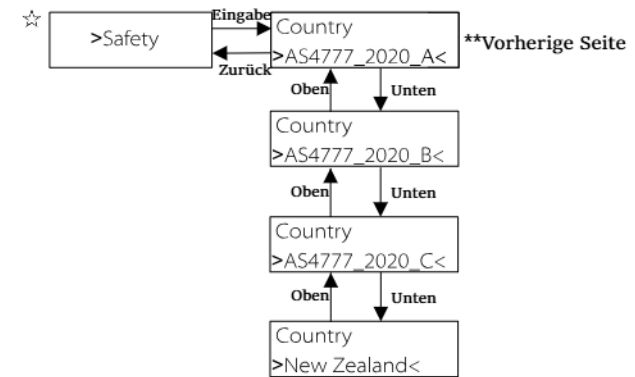 ☆
Eingabe
>Safety
Zurück
Country
>AS4777_2020_A<
**Vorherige Seite
Oben
Unten
Country
>AS4777_2020_B<
Oben
Unten
Country
>AS4777_2020_C<
Oben
Unten
Country
>New Zealand<